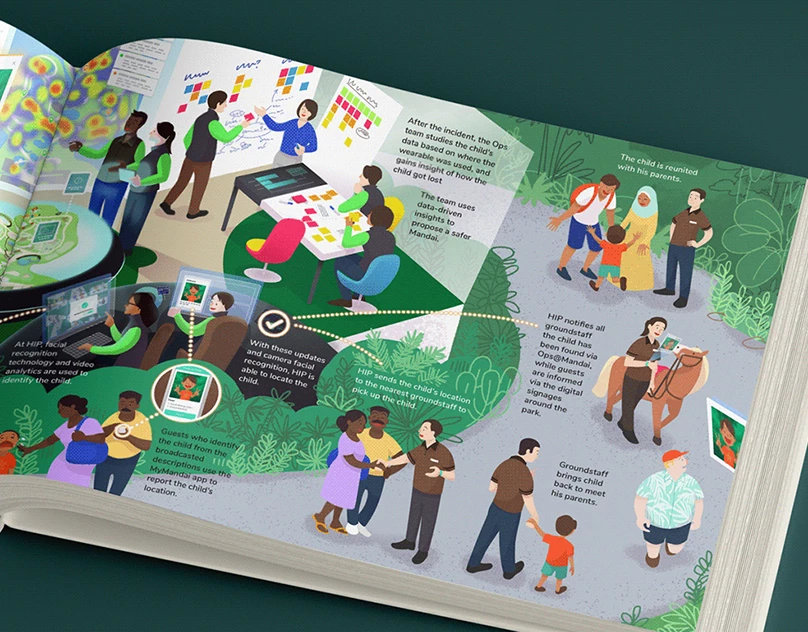 At HIP, facial
recognition
technology and video
analytics are used to
identify the child.
Guests who identify
the child from the
broadcasted
descriptions use the
MyMandai app to
report the child's
location.
With these updates
and camera facial
recognition, HIP is
able to locate the
child.
HIP sends the child's location
to the nearest groundstaff to
pick up the child.
After the incident, the Ops
team studies the child's
data based on where the
wearable was used, and
gains insight of how the
child got lost
The team uses
data-driven
insights to
propose a safer
Mandai.
Groundstaff
brings child
back to meet
his parents.
HIP notifies all
groundstaff
the child has
been found via
Ops@Mandai,
while guests
are informed
via the digital
signages
around the
park.
The child is reunited
with his parents.